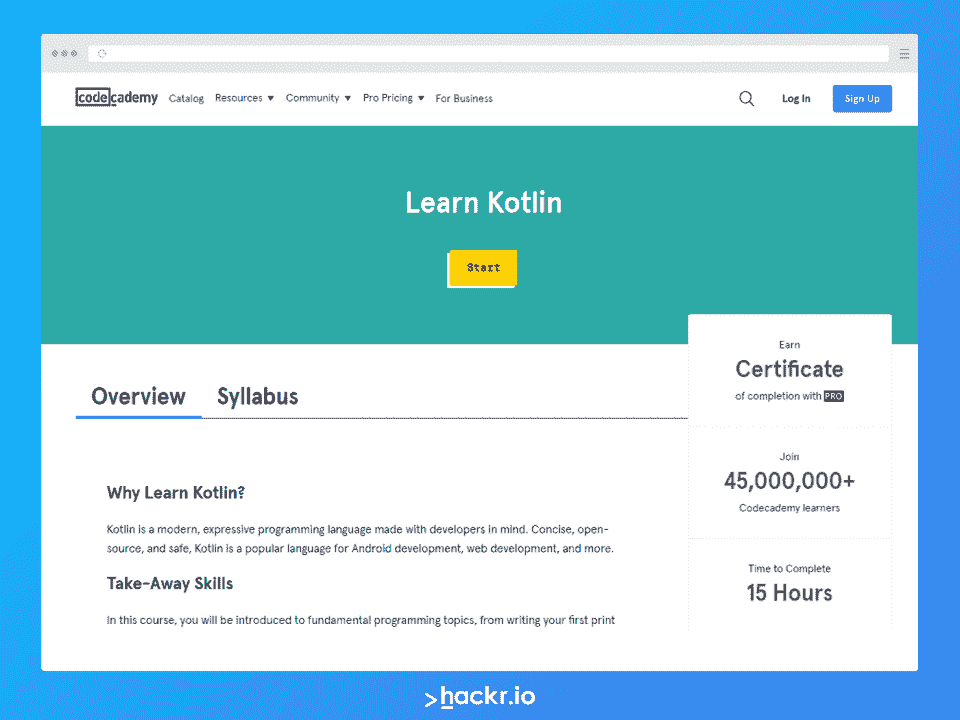 codecademy Catalog Resources Community Pro Pricing For Business Log In Sign Up
Learn Kotlin
Start
Earn
Certificate
of completion with PRO
Overview Syllabus
Join
45,000,000+
Codecademy learners
Why Learn Kotlin?
Kotlin is a modern, expressive programming language made with developers in mind. Concise, open-
source, and safe, Kotlin is a popular language for Android development, web development, and more.
Time to Complete
15 Hours
Take-Away Skills
In this course, you will be introduced to fundamental programming topics, from writing your first print
>hackr.io